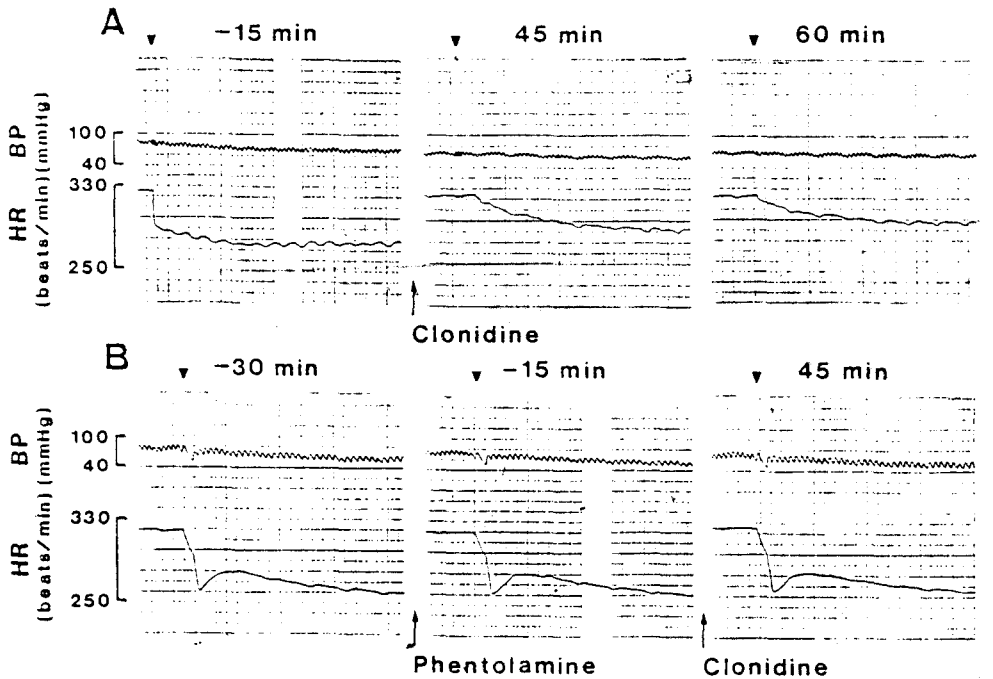 A
-15 min
45 min
60 min
BP
(mmHg)
100
40
HR
(beats/min)
330
250
Clonidine
B
-30 min
-15 min
45 min
BP
(mmHg)
100
40
HR
(beats/min)
330
250
Phentolamine
Clonidine